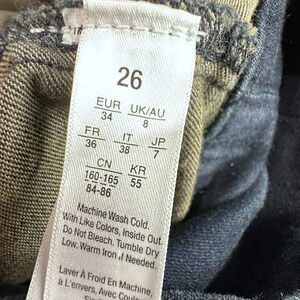 26
EUR UK/AU
34 8
FR IT JP
36 38 7
CN KR
160-165 55
84-86
Machine Wash Cold.
With Like Colors, Inside Out.
Do Not Bleach. Tumble Dry
Low. Warm Iron if Needed.
Laver À Froid En Machine,
à L'envers, Avec Couleurs